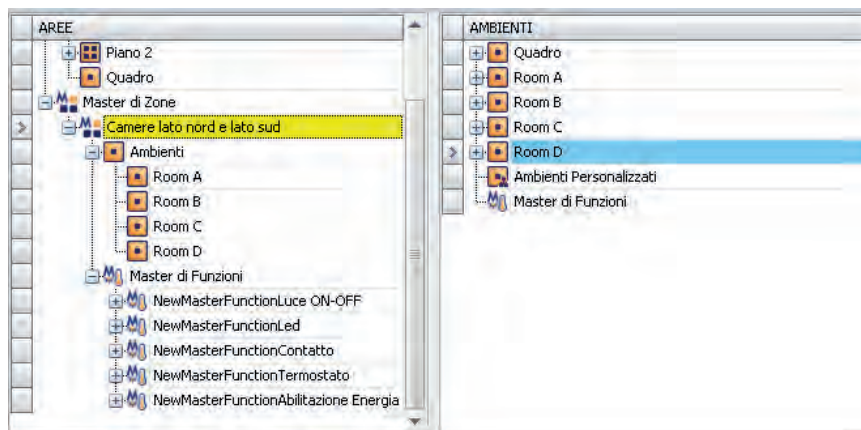 AREE
Piano 2
Quadro
Master di Zone
Camere lato nord e lato sud
Ambienti
Room A
Room B
Room C
Room D
Master di Funzioni
NewMasterFunctionLuce ON-OFF
NewMasterFunctionLed
NewMasterFunctionContatto
NewMasterFunctionTermostato
NewMasterFunctionAbilitazione Energia
AMBIENTI
Quadro
Room A
Room B
Room C
Room D
Ambienti Personalizzati
Master di Funzioni